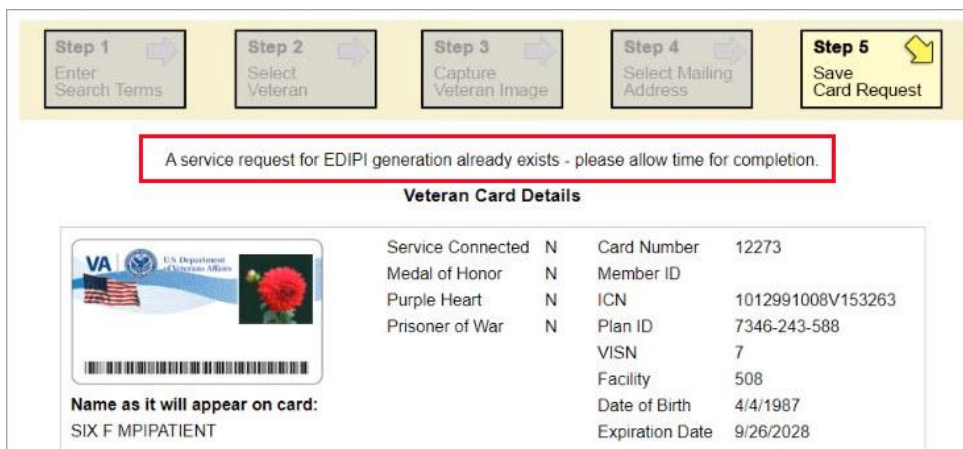 Step 1
Enter
Search Terms
Step 2
Select
Veteran
Step 3
Capture
Veteran Image
Step 4
Select Mailing
Address
Step 5
Save
Card Request
A service request for EDIPI generation already exists - please allow time for completion.
Veteran Card Details
VA
U.S. Department
of Veterans Affairs
Name as it will appear on card:
SIX F MPIPATIENT
Service Connected N
Medal of Honor N
Purple Heart N
Prisoner of War N
Card Number 12273
Member ID
ICN 1012991008V153263
Plan ID 7346-243-588
VISN 7
Facility 508
Date of Birth 4/4/1987
Expiration Date 9/26/2028